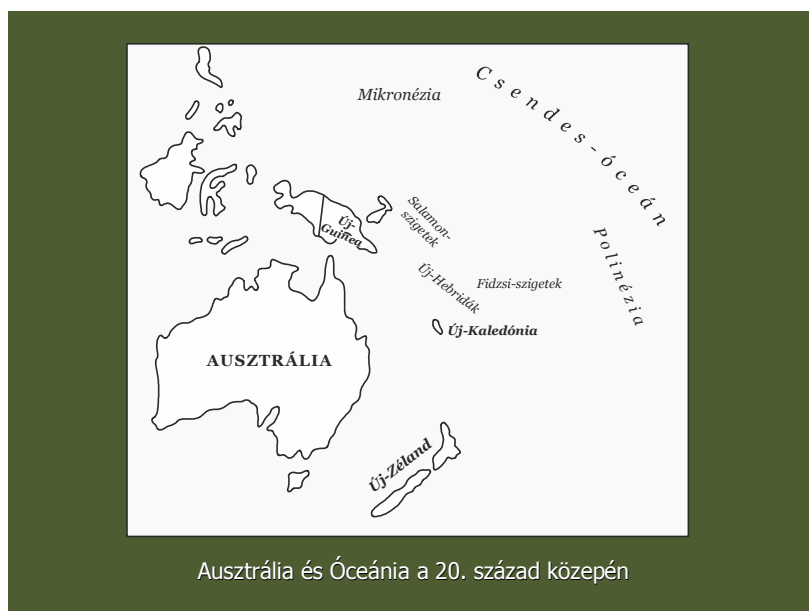 Mikronézia
Csendes-óceán
Polinézia
Salamon-
szigetek
Új-
Guinea
Új-Hebridák
Fidzsi-szigetek
Új-Kaledónia
AUSZTRÁLIA
Új-Zéland
Ausztrália és Óceánia a 20. század közepén